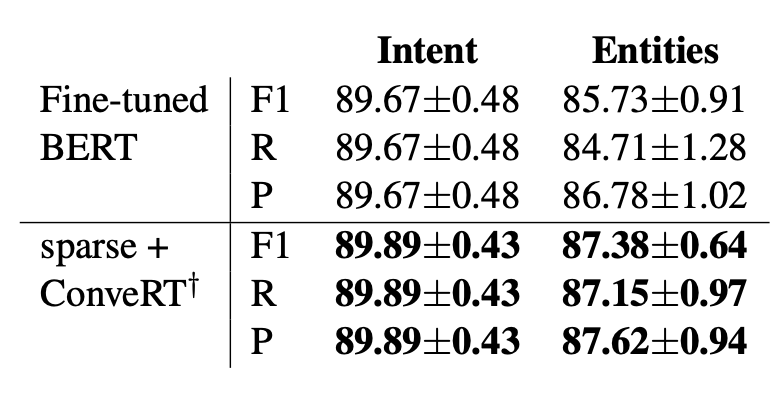 Intent Entities
Fine-tuned F1 89.67±0.48 85.73±0.91
BERT R 89.67±0.48 84.71±1.28
P 89.67±0.48 86.78±1.02
sparse + F1 89.89±0.43 87.38±0.64
ConveRT† R 89.89±0.43 87.15±0.97
P 89.89±0.43 87.62±0.94